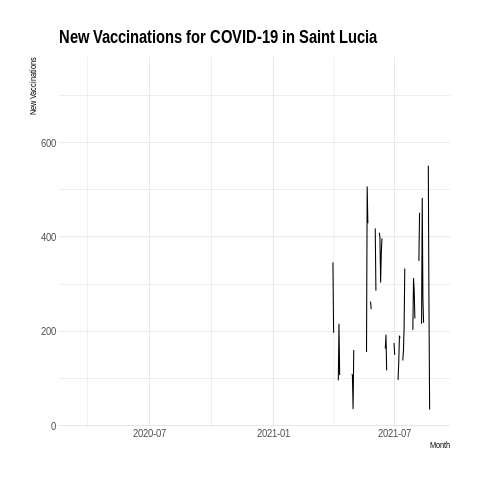 New Vaccinations for COVID-19 in Saint Lucia
New Vaccinations
600
400
200
0
2020-07 2021-01 2021-07
Month